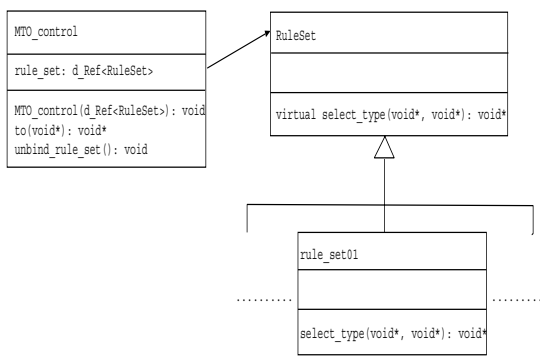 MTO_control
rule_set: d_Ref<RuleSet>
MTO_control(d_Ref<RuleSet>): void
to(void*): void*
unbind_rule_set(): void
RuleSet
virtual select_type(void*, void*): void*
rule_set01
..........
..........
select_type(void*, void*): void*